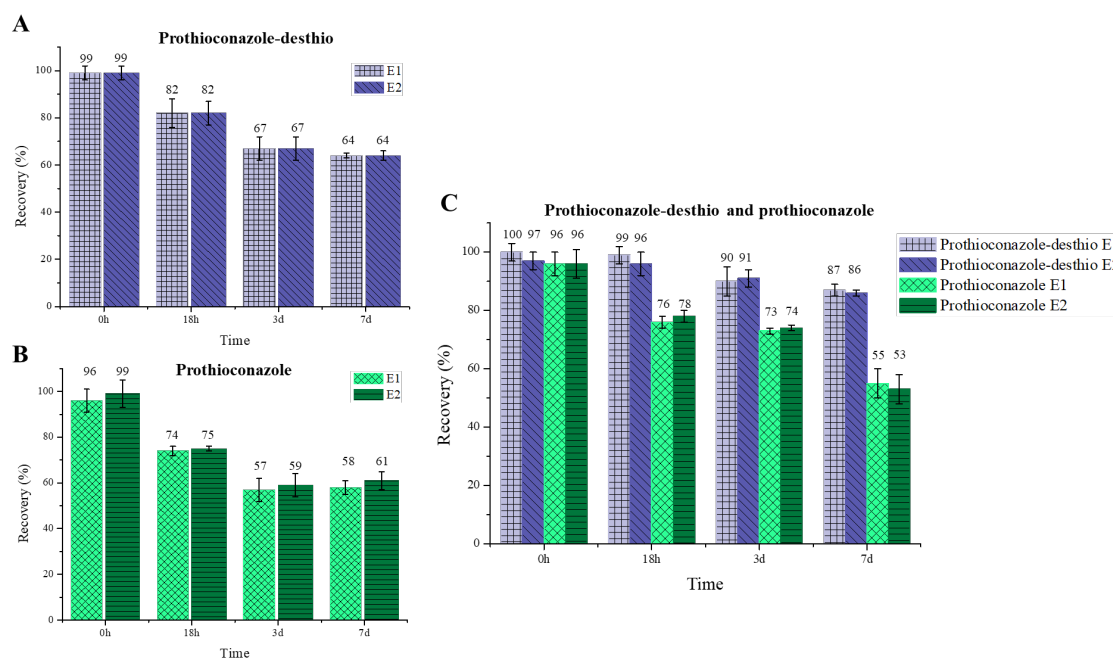 A
Prothioconazole-desthio
99 99
82 82
67 67
64 64
E1
E2
100
80
60
40
20
0
Recovery (%)
0h 18h 3d 7d
Time
B
Prothioconazole
96 99
74 75
57 59
58 61
E1
E2
100
80
60
40
20
0
Recovery (%)
0h 18h 3d 7d
Time
C
Prothioconazole-desthio and prothioconazole
100 97 96 96
99 96 76 78
90 91 73 74
87 86 55 53
Prothioconazole-desthio E
Prothioconazole-desthio E2
Prothioconazole E1
Prothioconazole E2
100
80
60
40
20
0
Recovery (%)
0h 18h 3d 7d
Time